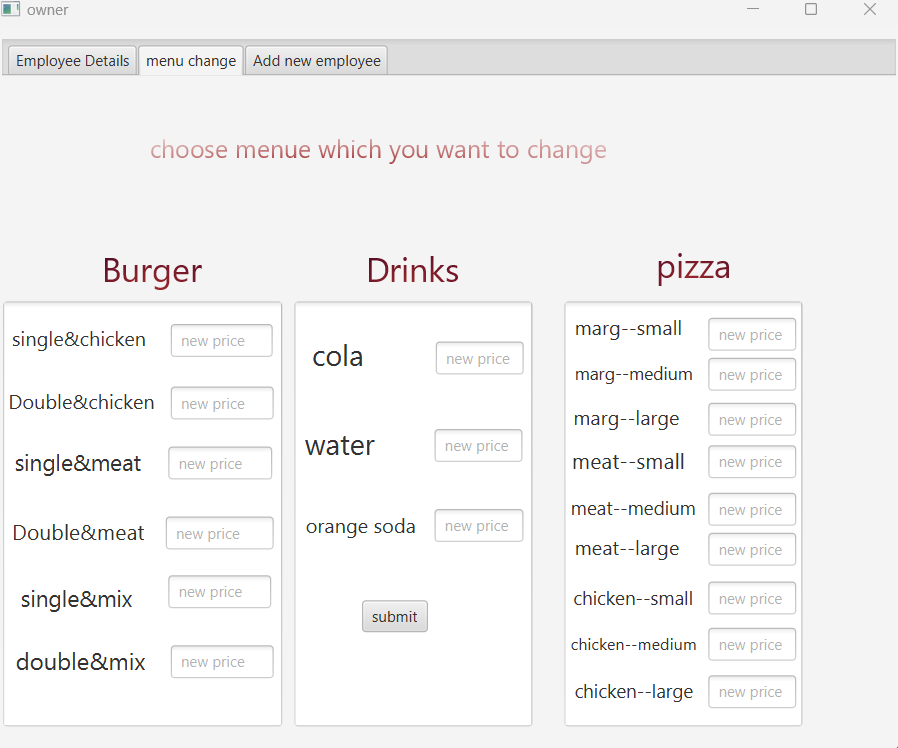 owner
Employee Details menu change Add new employee
choose menue which you want to change
Burger
single&chicken new price
Double&chicken new price
single&meat new price
Double&meat new price
single&mix new price
double&mix new price
Drinks
cola new price
water new price
orange soda new price
submit
pizza
marg--small new price
marg--medium new price
marg--large new price
meat--small new price
meat--medium new price
meat--large new price
chicken--small new price
chicken--medium new price
chicken--large new price